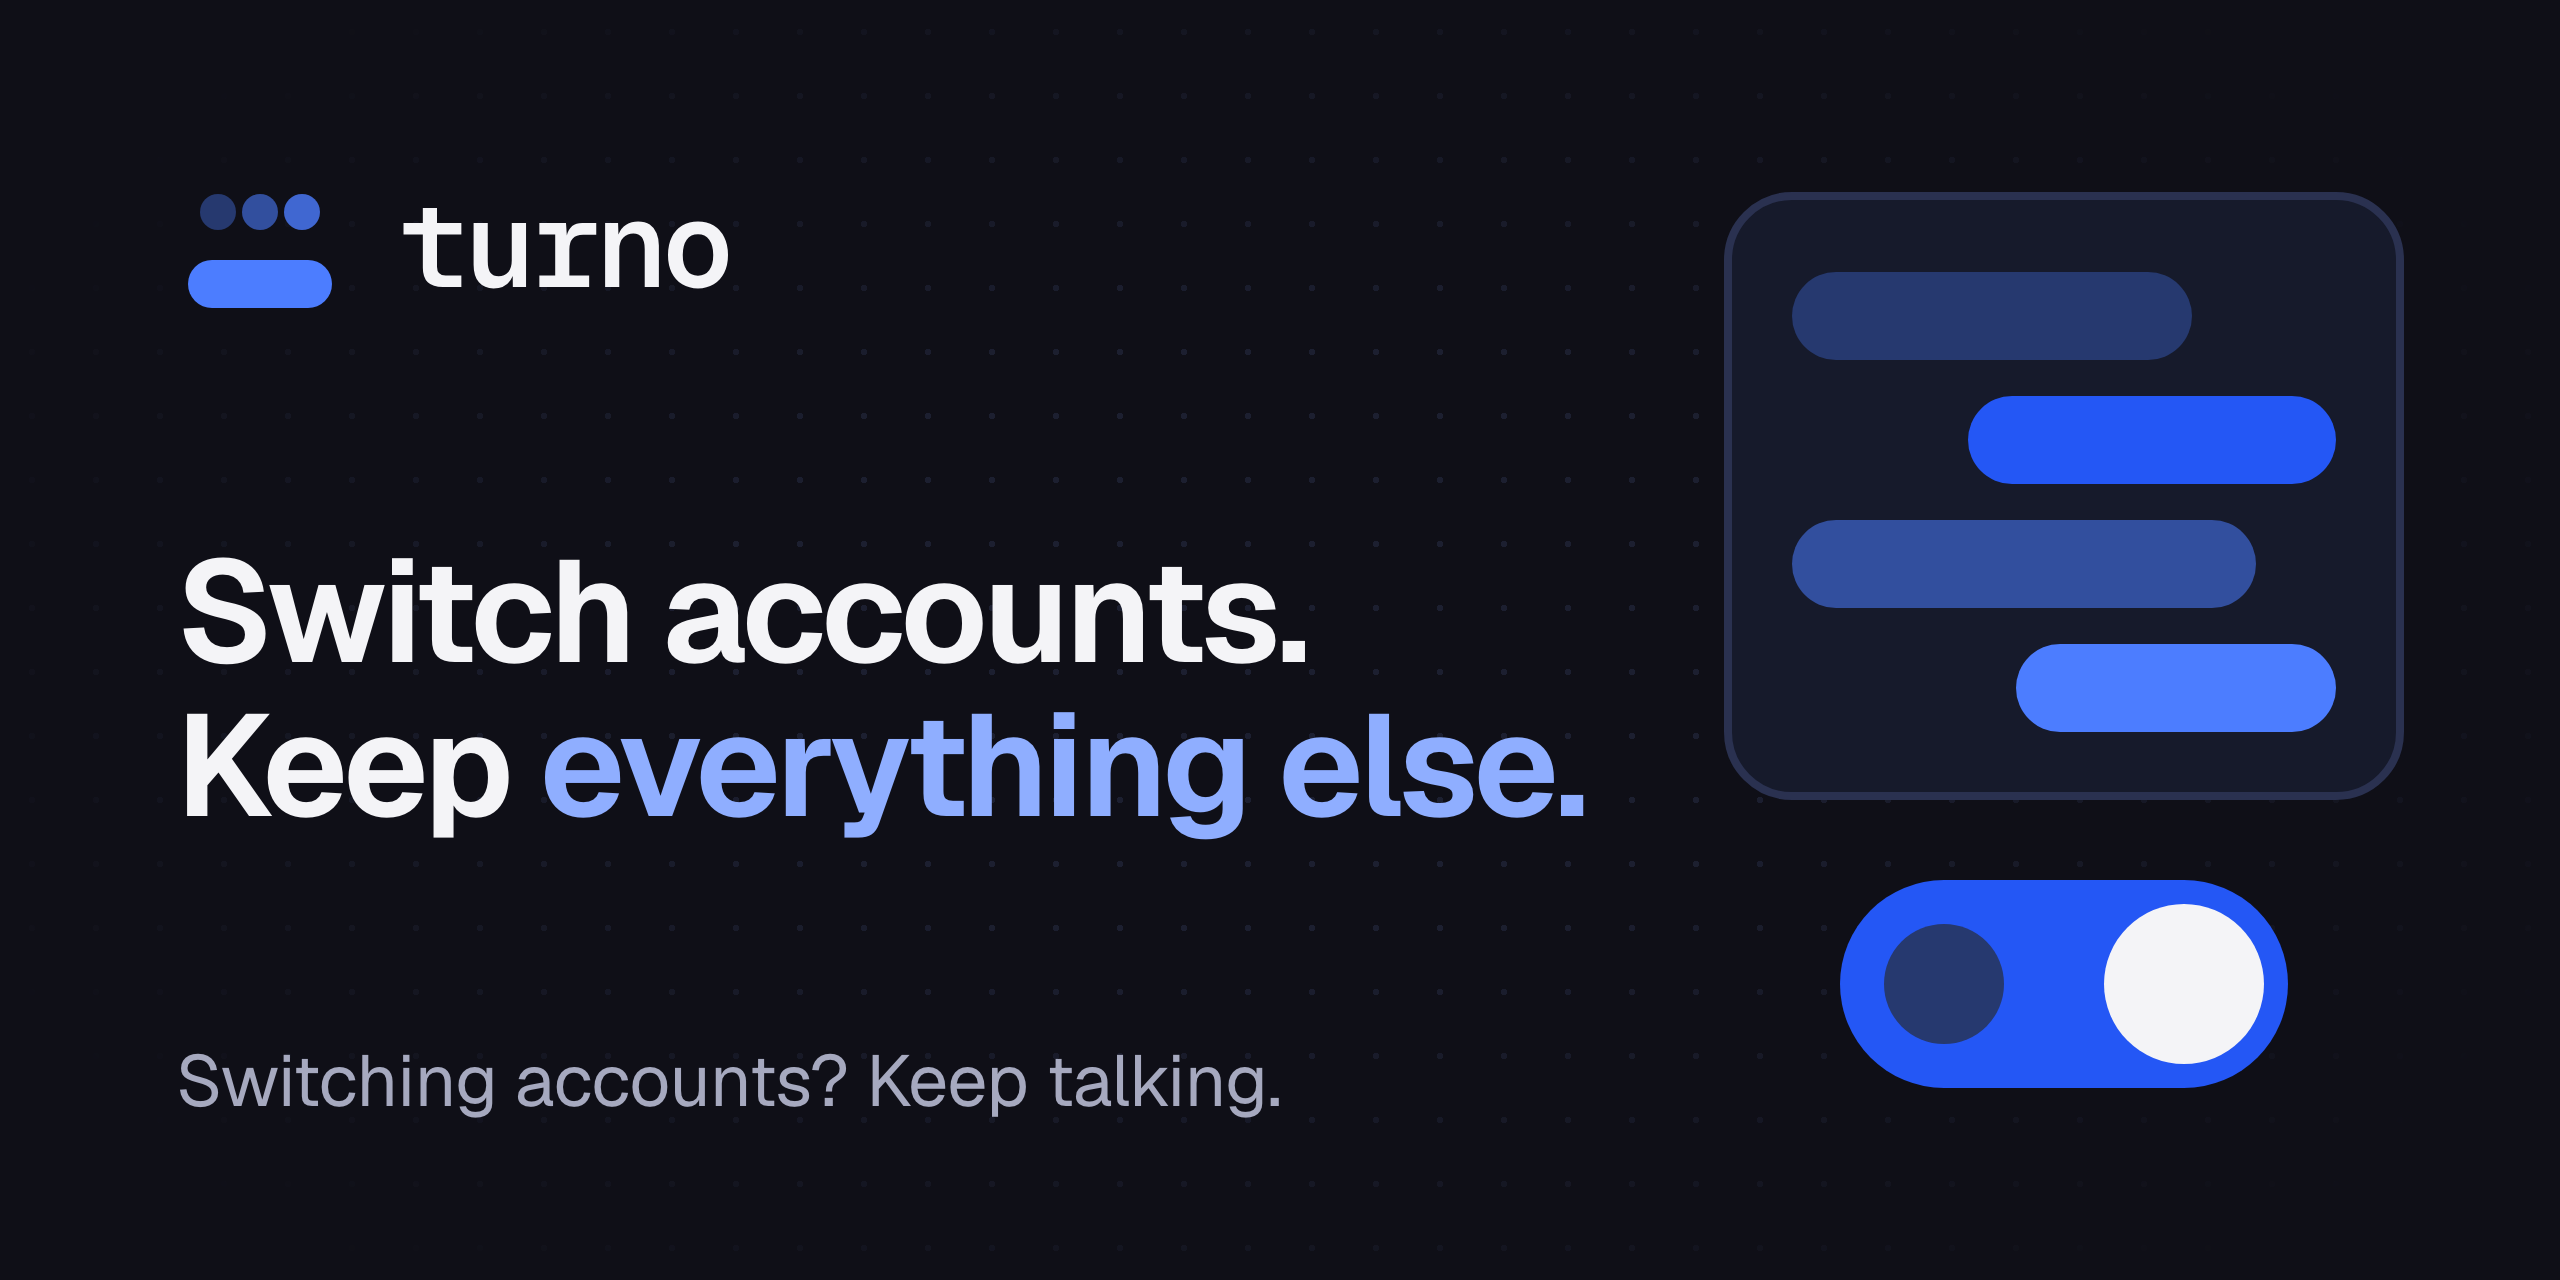 turno
Switch accounts.
Keep everything else.
Switching accounts? Keep talking.